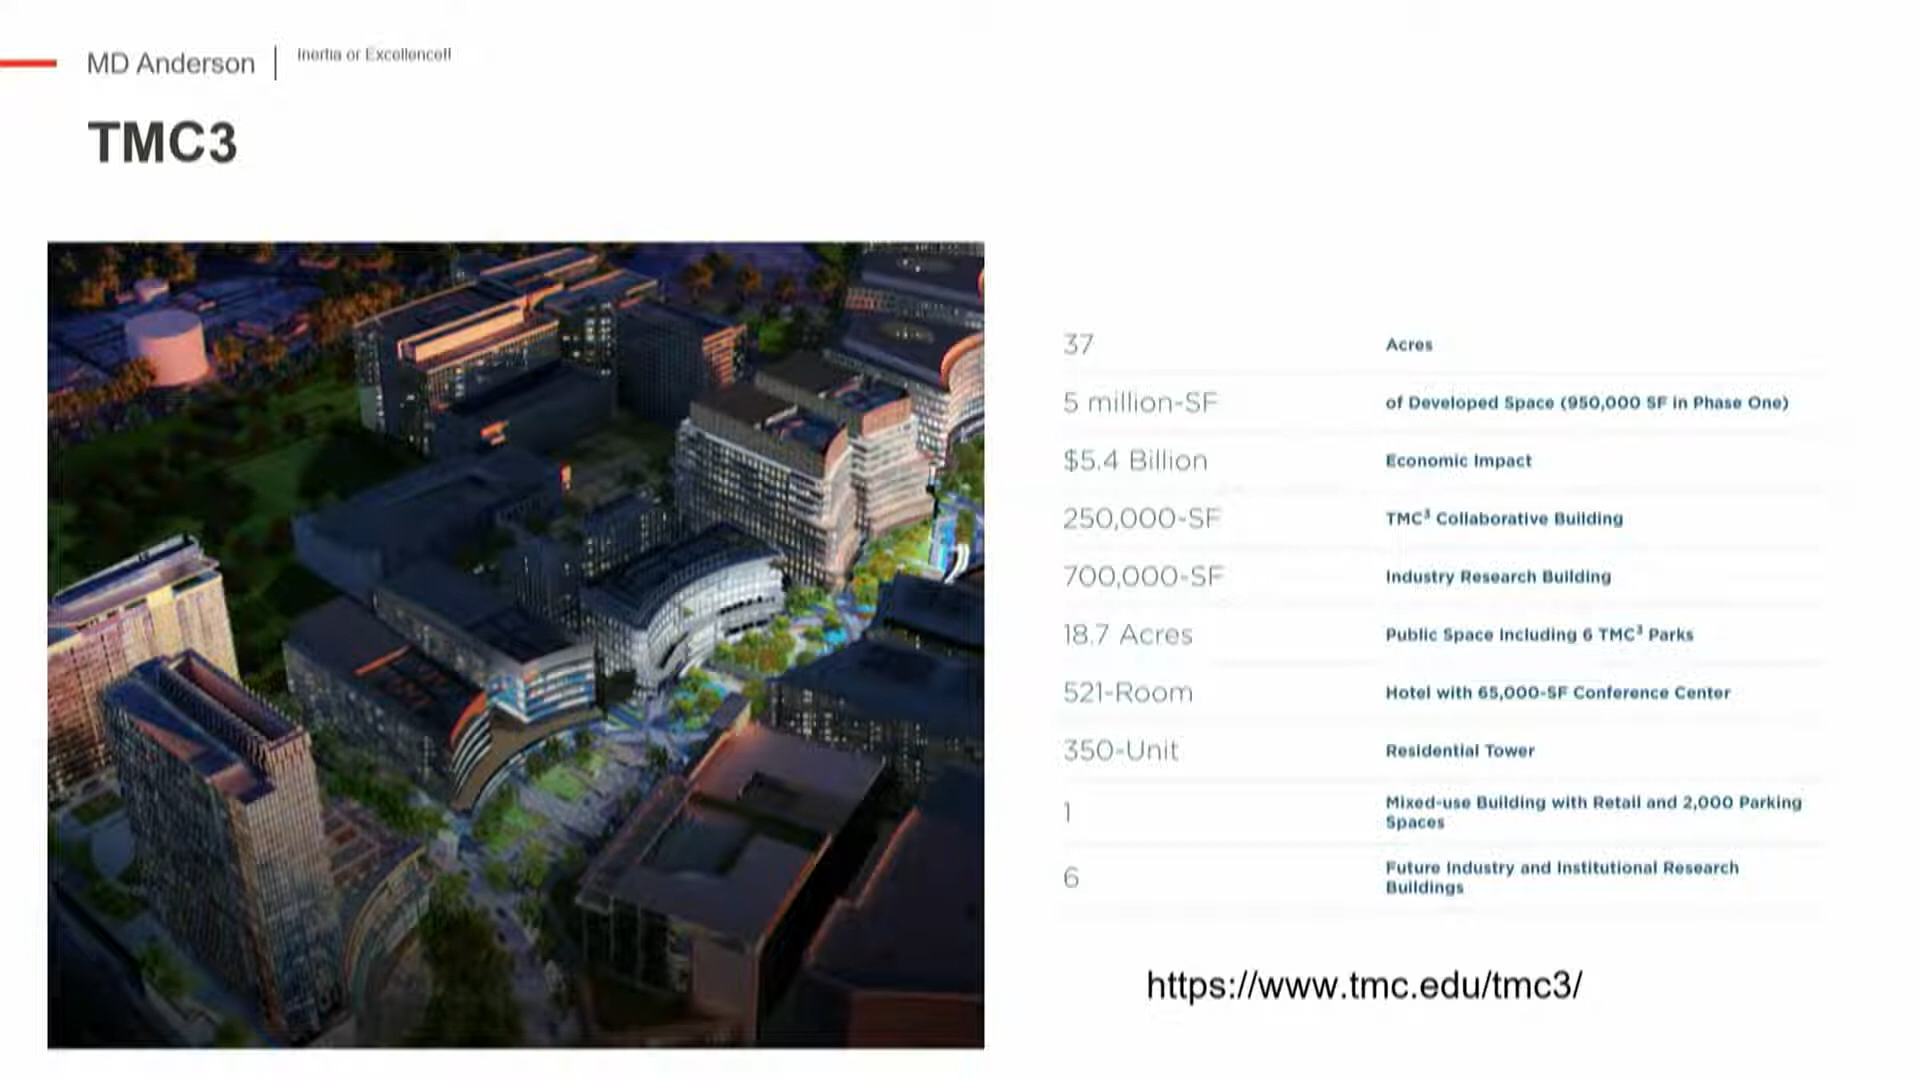 MD Anderson
Inertia or Excellence!!
TMC3
37 Acres
5 million-SF of Developed Space (950,000 SF in Phase One)
$5.4 Billion Economic Impact
250,000-SF TMC³ Collaborative Building
700,000-SF Industry Research Building
18.7 Acres Public Space Including 6 TMC³ Parks
521-Room Hotel with 65,000-SF Conference Center
350-Unit Residential Tower
1 Mixed-use Building with Retail and 2,000 Parking
Spaces
6 Future Industry and Institutional Research
Buildings
https://www.tmc.edu/tmc3/